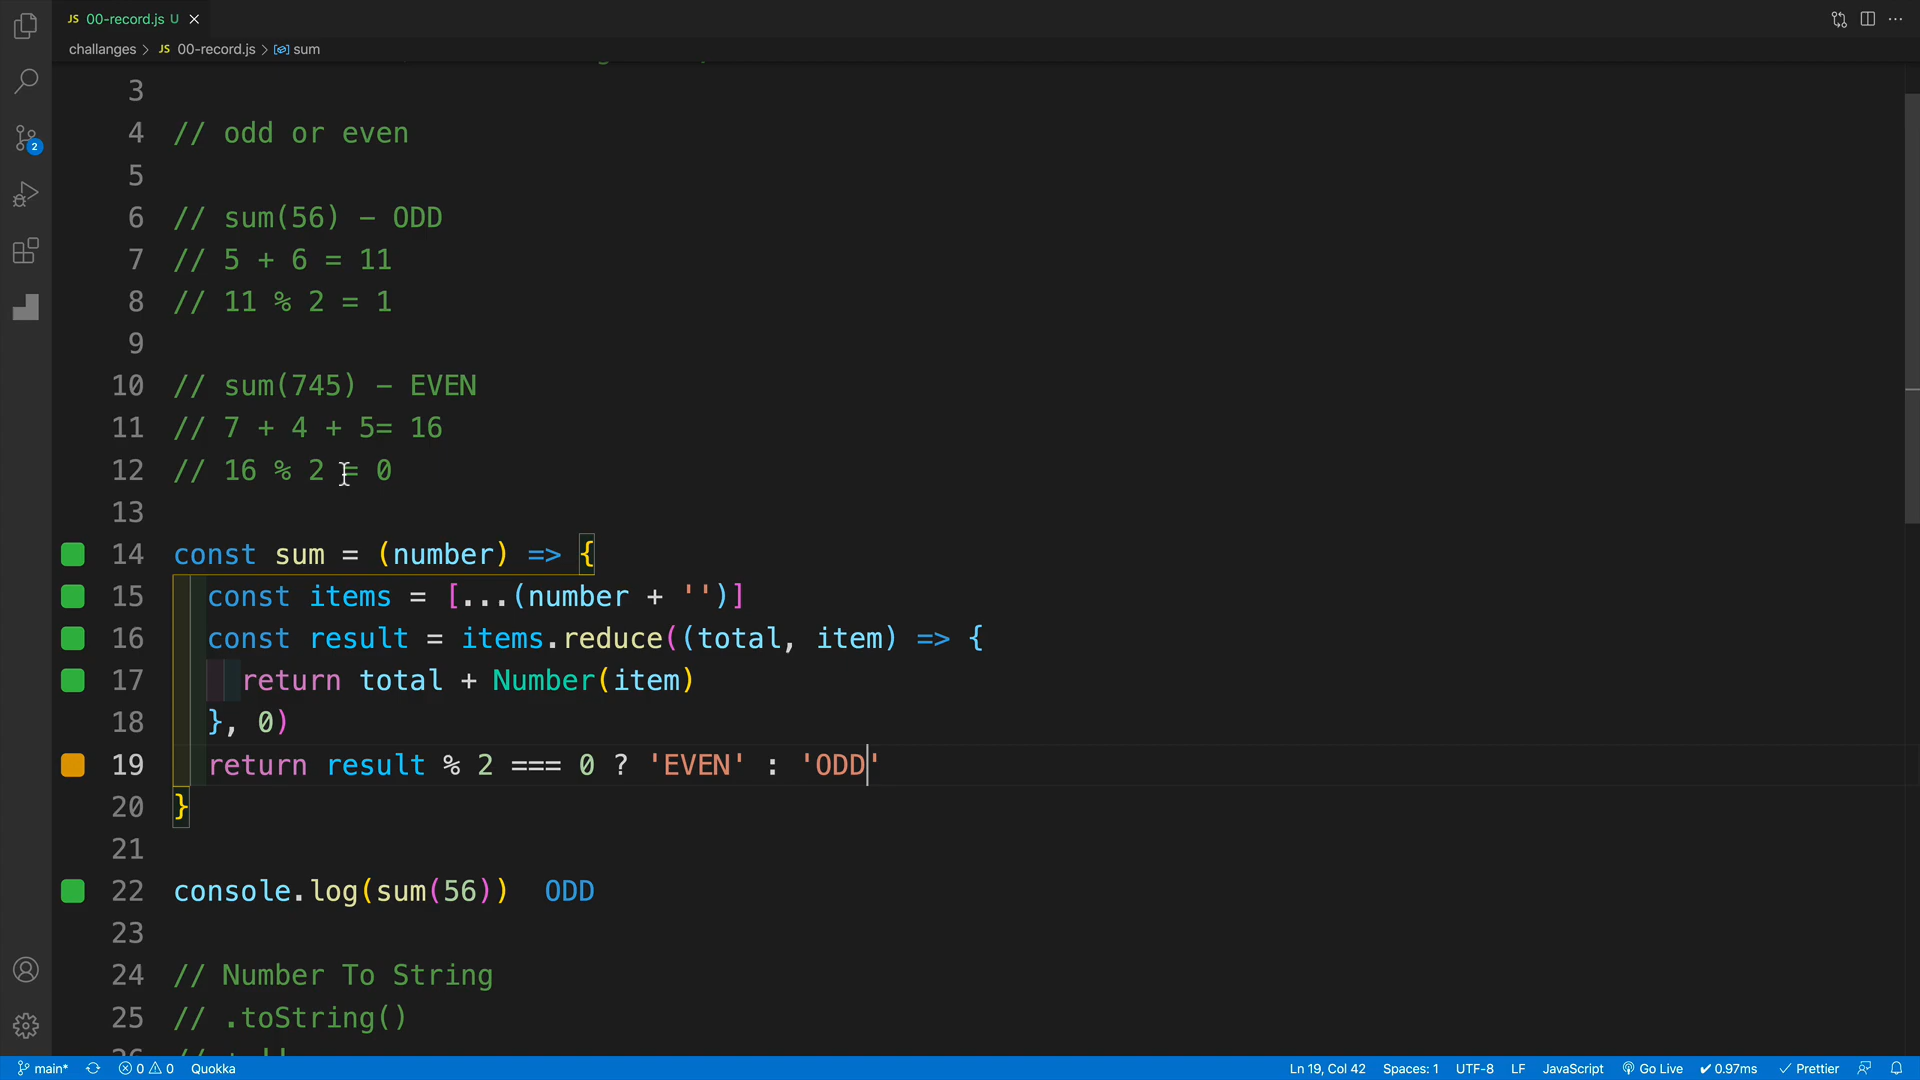 JS 00-record.js U
challanges > JS 00-record.js > sum
3
4 // odd or even
5
6 // sum(56) - ODD
7 // 5 + 6 = 11
8 // 11 % 2 = 1
9
10 // sum(745) - EVEN
11 // 7 + 4 + 5= 16
12 // 16 % 2 = 0
13
14 const sum = (number) => {
15 const items = [...(number + '')]
16 const result = items.reduce((total, item) => {
17 return total + Number(item)
18 }, 0)
19 return result % 2 === 0 ? 'EVEN' : 'ODD'
20 }
21
22 console.log(sum(56)) ODD
23
24 // Number To String
25 // .toString()
2
main* 0 0 Quokka Ln 19, Col 42 Spaces: 1 UTF-8 LF JavaScript Go Live ✓ 0.97ms ✓ Prettier